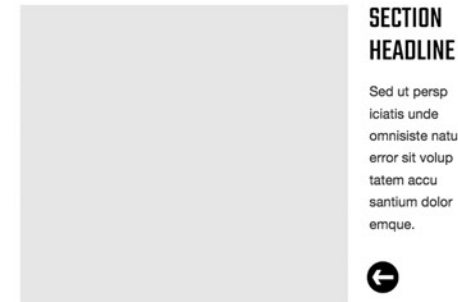 SECTION
HEADLINE
Sed ut persp
iciatis unde
omnisiste natu
error sit volup
tatem accu
santium dolor
emque.